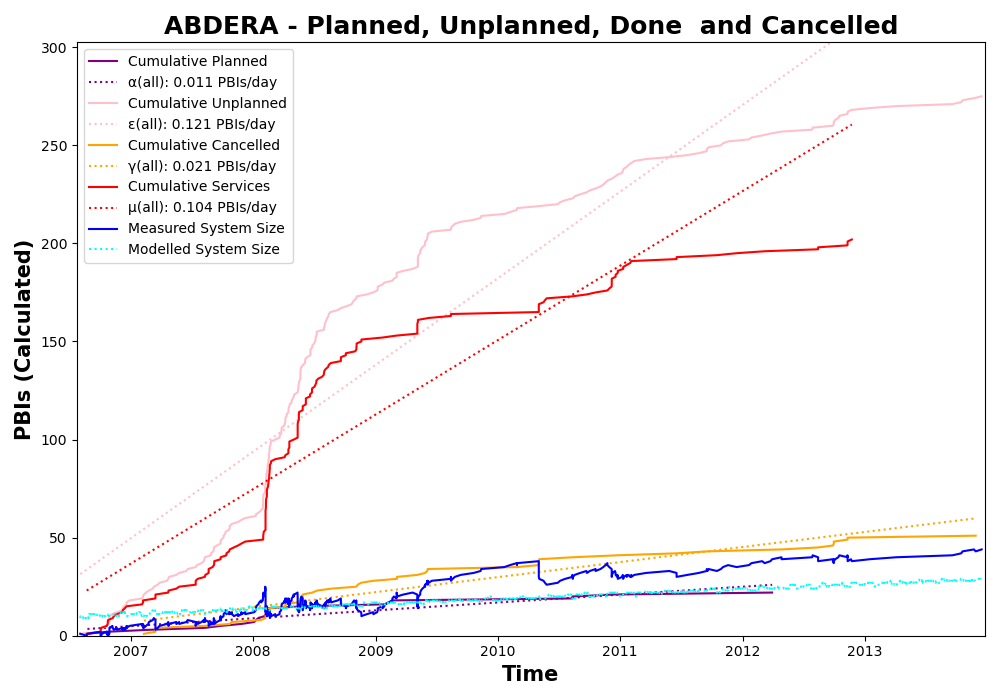 ABDERA - Planned, Unplanned, Done  and Cancelled
Cumulative Planned
α(all): 0.011 PBIs/day
Cumulative Unplanned
ε(all): 0.121 PBIs/day
Cumulative Cancelled
γ(all): 0.021 PBIs/day
Cumulative Services
μ(all): 0.104 PBIs/day
Measured System Size
Modelled System Size
PBIs (Calculated)
300
250
200
150
100
50
0
2007 2008 2009 2010 2011 2012 2013
Time